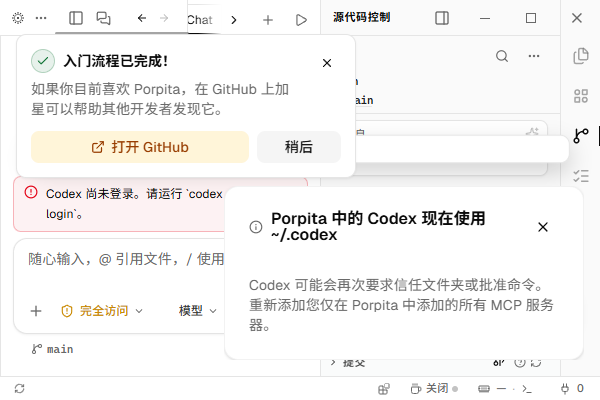 Chat
源代码控制
入门流程已完成！
如果你目前喜欢 Porpita，在 GitHub 上加
星可以帮助其他开发者发现它。
打开 GitHub
稍后
Codex 尚未登录。请运行 `codex
login`。
Porpita 中的 Codex 现在使用
~/.codex
Codex 可能会再次要求信任文件夹或批准命令。
重新添加您仅在 Porpita 中添加的所有 MCP 服务
器。
随心输入，@ 引用文件，/ 使用
完全访问
模型
main
提交
关闭
0